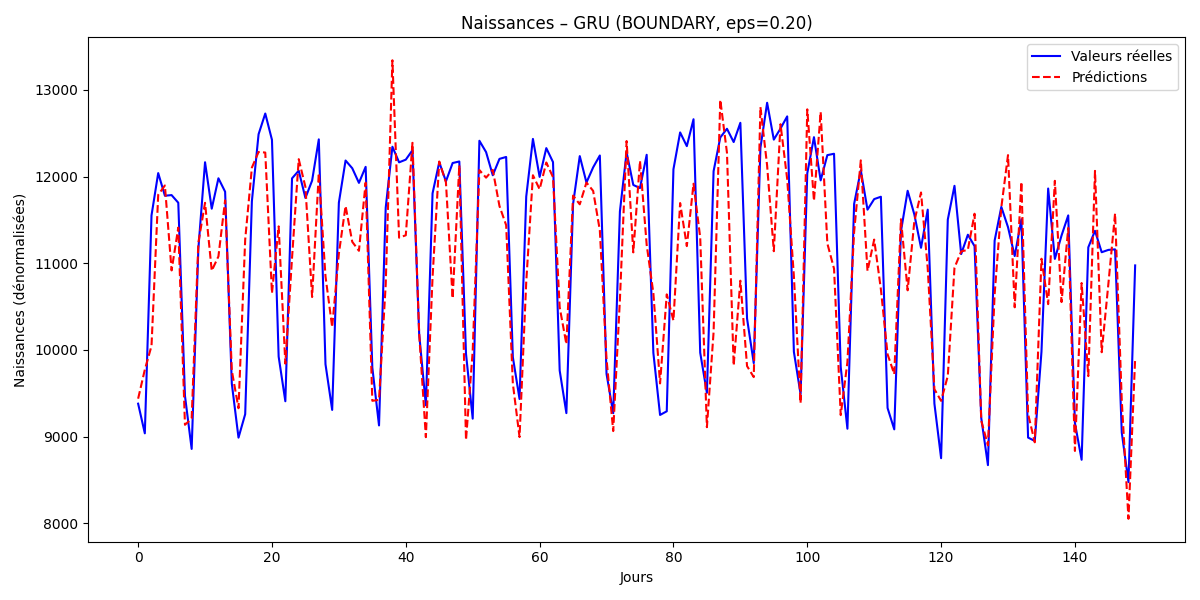 Naissances – GRU (BOUNDARY, eps=0.20)
Valeurs réelles
Prédictions
Naissances (dénormalisées)
13000
12000
11000
10000
9000
8000
0 20 40 60 80 100 120 140
Jours